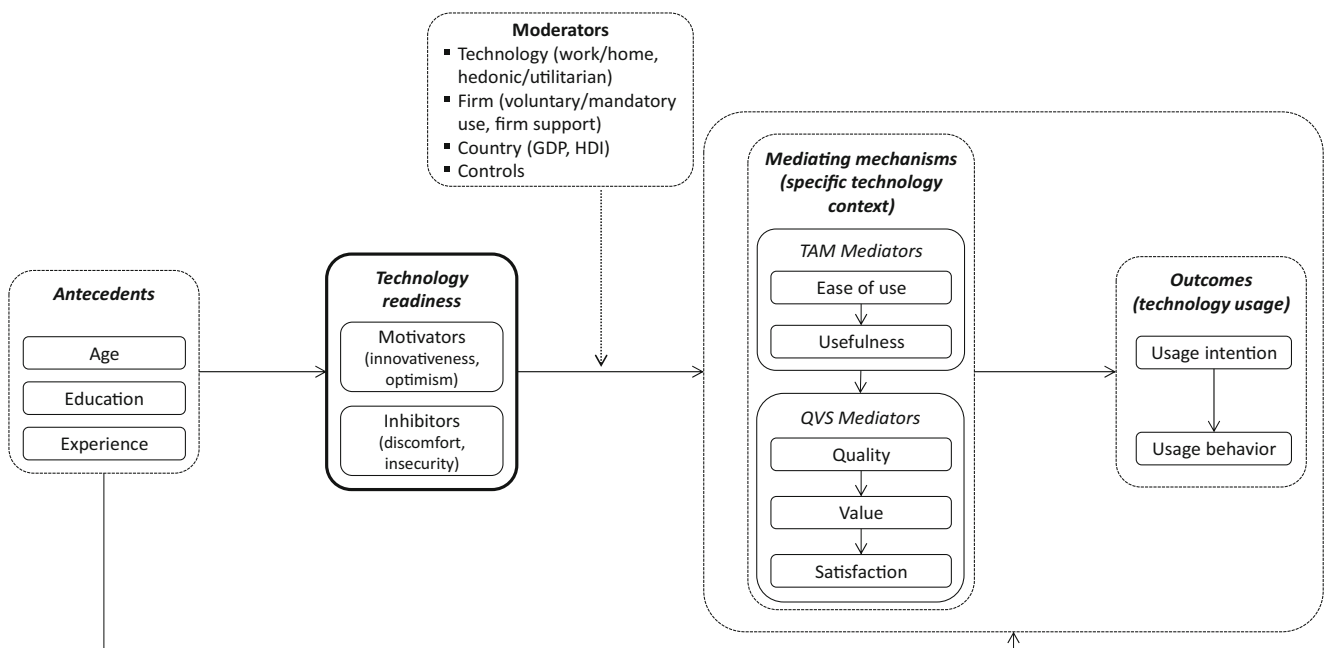 Moderators
▪ Technology (work/home,
hedonic/utilitarian)
▪ Firm (voluntary/mandatory
use, firm support)
▪ Country (GDP, HDI)
▪ Controls
Antecedents
Age
Education
Experience
Technology
readiness
Motivators
(innovativeness,
optimism)
Inhibitors
(discomfort,
insecurity)
Mediating mechanisms
(specific technology
context)
TAM Mediators
Ease of use
Usefulness
QVS Mediators
Quality
Value
Satisfaction
Outcomes
(technology usage)
Usage intention
Usage behavior